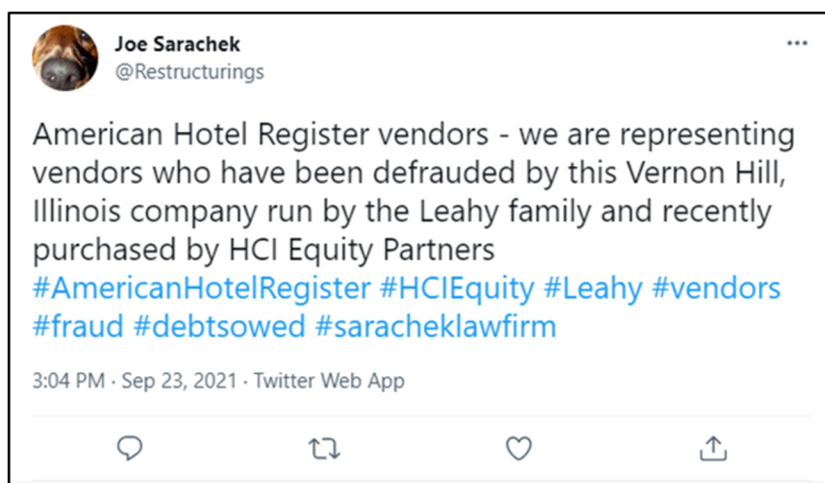 Joe Sarachek
@Restructurings
American Hotel Register vendors - we are representing
vendors who have been defrauded by this Vernon Hill,
Illinois company run by the Leahy family and recently
purchased by HCI Equity Partners
#AmericanHotelRegister #HCIEquity #Leahy #vendors
#fraud #debtsowed #saracheklawfirm
3:04 PM · Sep 23, 2021 · Twitter Web App